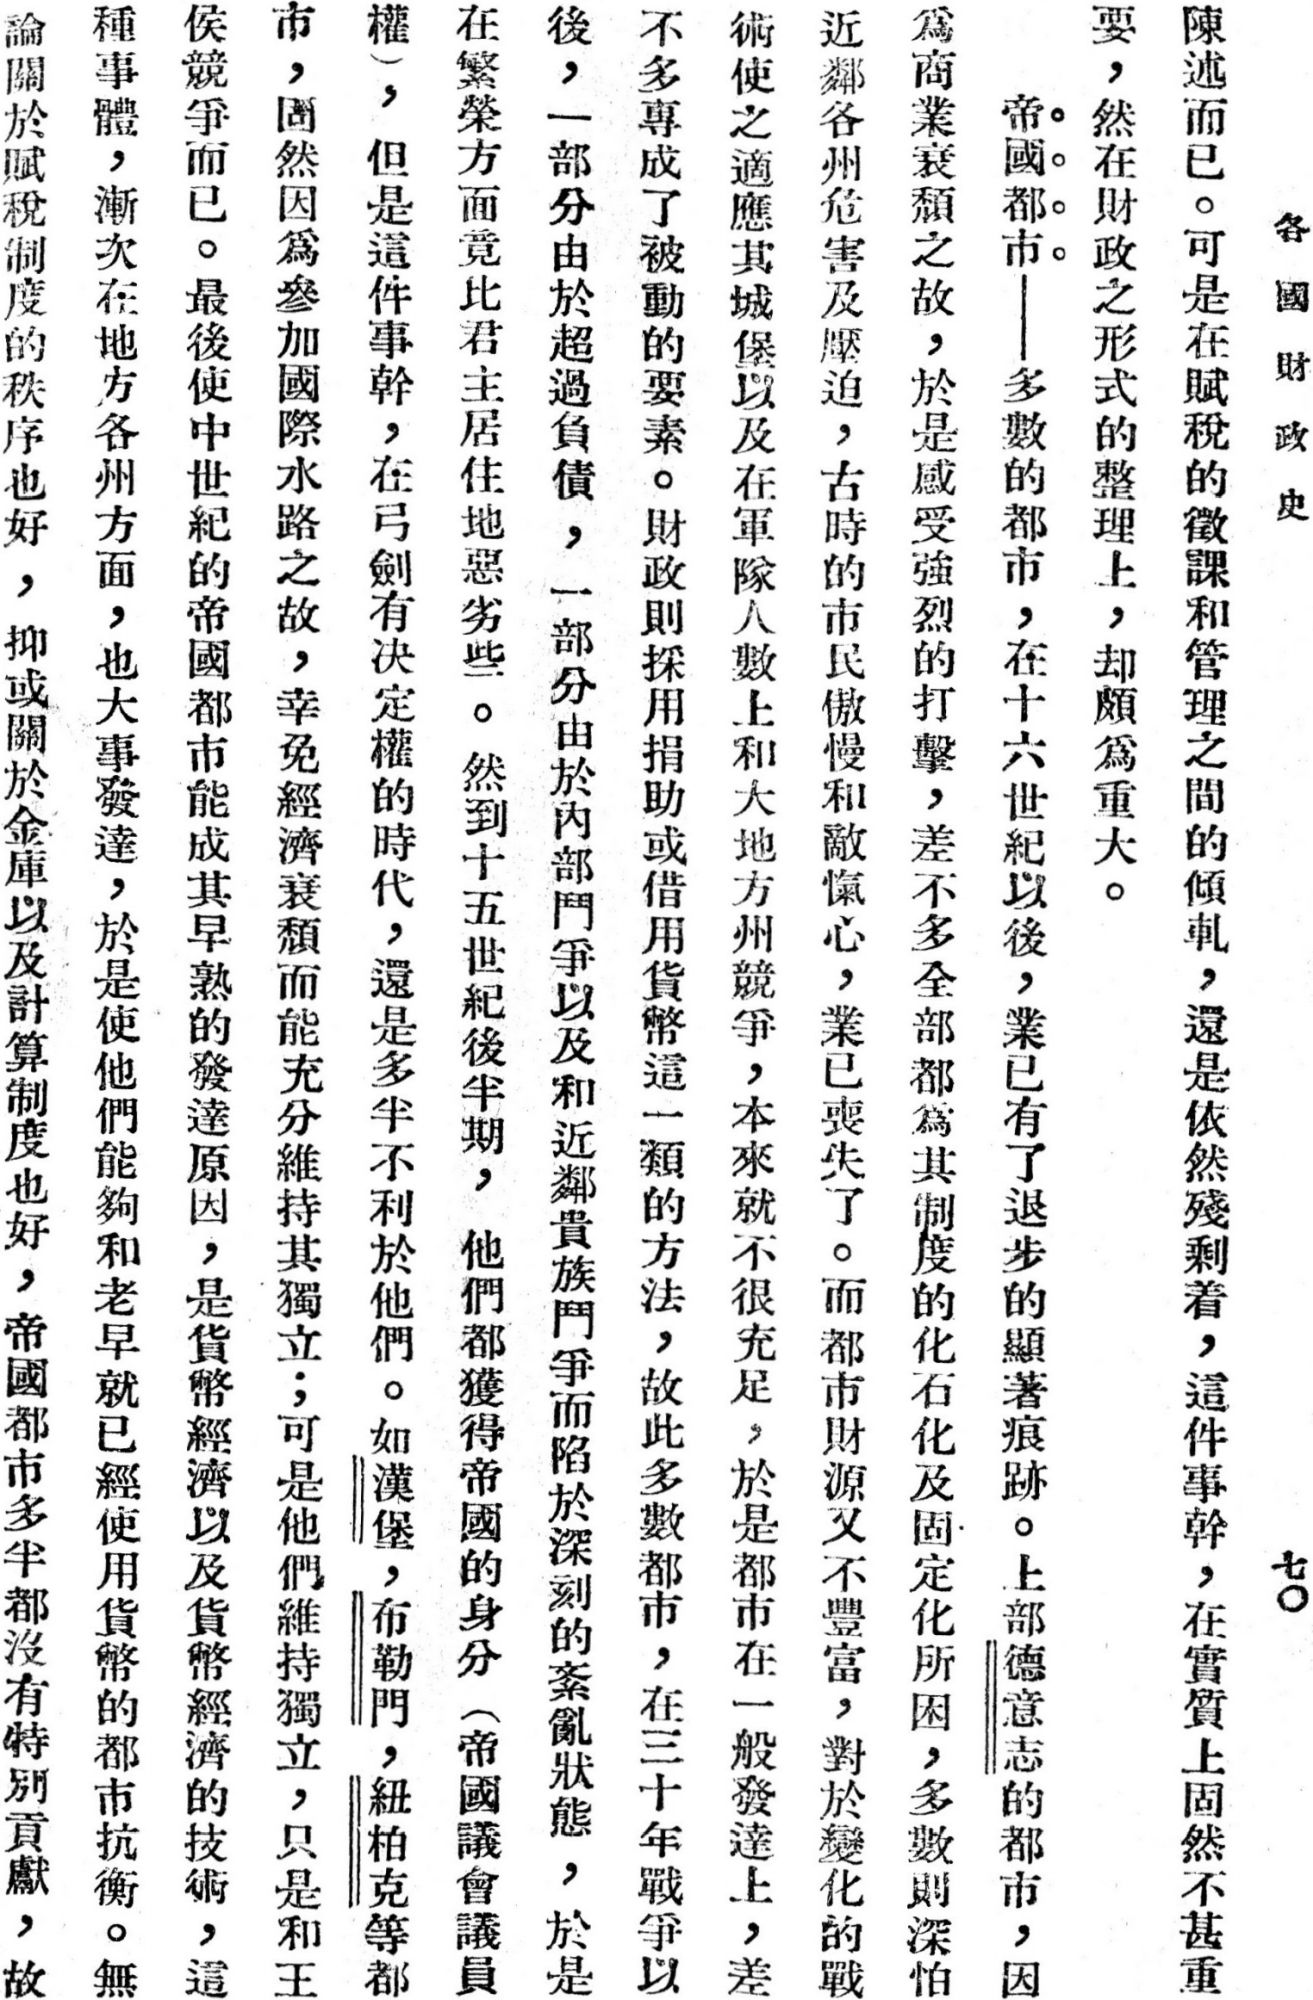 各國財政史
七〇
陳述而已。可是在賦稅的徵課和管理之間的傾軋，還是依然殘剩着，這件事幹，在實質上固然不甚重
要，然在財政之形式的整理上，却頗爲重大。
帝國都市——多數的都市，在十六世紀以後，業已有了退步的顯著痕跡。上部德意志的都市，因
爲商業衰頹之故，於是感受強烈的打擊，差不多全部都爲其制度的化石化及固定化所困，多數則深怕
近鄰各州危害及壓迫，古時的市民傲慢和敵愾心，業已喪失了。而都市財源又不豐富，對於變化的戰
術使之適應其城堡以及在軍隊人數上和大地方州競爭，本來就不很充足，於是都市在一般發達上，差
不多專成了被動的要素。財政則採用捐助或借用貨幣這一類的方法，故此多數都市，在三十年戰爭以
後，一部分由於超過負債，一部分由於內部鬥爭以及和近鄰貴族鬥爭而陷於深刻的紊亂狀態，於是
在繁榮方面竟比君主居住地惡劣些。然到十五世紀後半期，他們都獲得帝國的身分（帝國議會議員
權），但是這件事幹，在弓劍有決定權的時代，還是多半不利於他們。如漢堡，布勒門，紐柏克等都
市，固然因爲參加國際水路之故，幸免經濟衰頹而能充分維持其獨立；可是他們維持獨立，只是和王
侯競爭而已。最後使中世紀的帝國都市能成其早熟的發達原因，是貨幣經濟以及貨幣經濟的技術，這
種事體，漸次在地方各州方面，也大事發達，於是使他們能夠和老早就已經使用貨幣的都市抗衡。無
論關於賦稅制度的秩序也好，抑或關於金庫以及計算制度也好，帝國都市多半都沒有特別貢獻，故